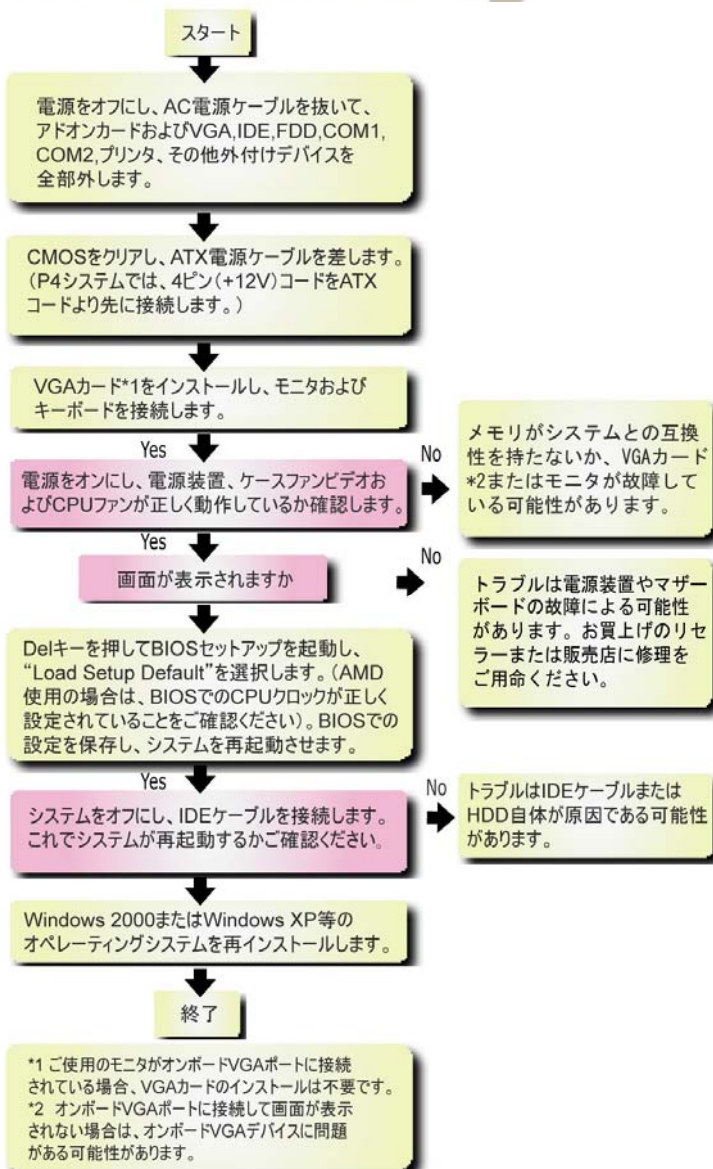 スタート
電源をオフにし、AC電源ケーブルを抜いて、
アドオンカードおよびVGA,IDE,FDD,COM1,
COM2,プリンタ、その他外付けデバイスを
全部外します。
CMOSをクリアし、ATX電源ケーブルを差します。
(P4システムでは、4ピン(+12V)コードをATX
コードより先に接続します。)
VGAカード*1をインストールし、モニタおよび
キーボードを接続します。
Yes
電源をオンにし、電源装置、ケースファンビデオお
よびCPUファンが正しく動作しているか確認します。
No
メモリがシステムとの互換
性を持たないか、VGAカード
*2またはモニタが故障して
いる可能性があります。
Yes
画面が表示されますか
No
トラブルは電源装置やマザー
ボードの故障による可能性
があります。お買上げのリセ
ラーまたは販売店に修理を
ご用命ください。
Delキーを押してBIOSセットアップを起動し、
“Load Setup Default”を選択します。(AMD
使用の場合は、BIOSでのCPUクロックが正しく
設定されていることをご確認ください)。BIOSでの
設定を保存し、システムを再起動させます。
Yes
システムをオフにし、IDEケーブルを接続します。
これでシステムが再起動するかご確認ください。
No
トラブルはIDEケーブルまたは
HDD自体が原因である可能性
があります。
Windows 2000またはWindows XP等の
オペレーティングシステムを再インストールします。
終了
*1 ご使用のモニタがオンボードVGAポートに接続
されている場合、VGAカードのインストールは不要です。
*2 オンボードVGAポートに接続して画面が表示
されない場合は、オンボードVGAデバイスに問題
がある可能性があります。